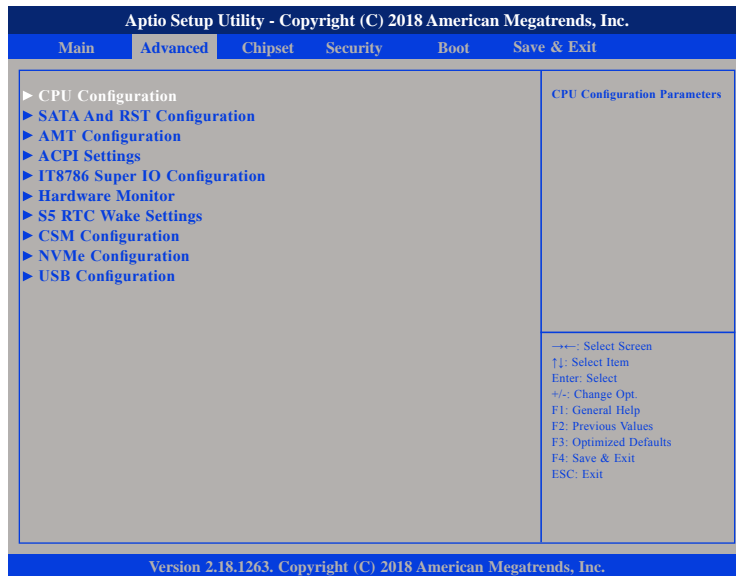 Aptio Setup Utility - Copyright (C) 2018 American Megatrends, Inc.
Main Advanced Chipset Security Boot Save & Exit
► CPU Configuration
► SATA And RST Configuration
► AMT Configuration
► ACPI Settings
► IT8786 Super IO Configuration
► Hardware Monitor
► S5 RTC Wake Settings
► CSM Configuration
► NVMe Configuration
► USB Configuration
CPU Configuration Parameters
→←: Select Screen
↑↓: Select Item
Enter: Select
+/-: Change Opt.
F1: General Help
F2: Previous Values
F3: Optimized Defaults
F4: Save & Exit
ESC: Exit
Version 2.18.1263. Copyright (C) 2018 American Megatrends, Inc.